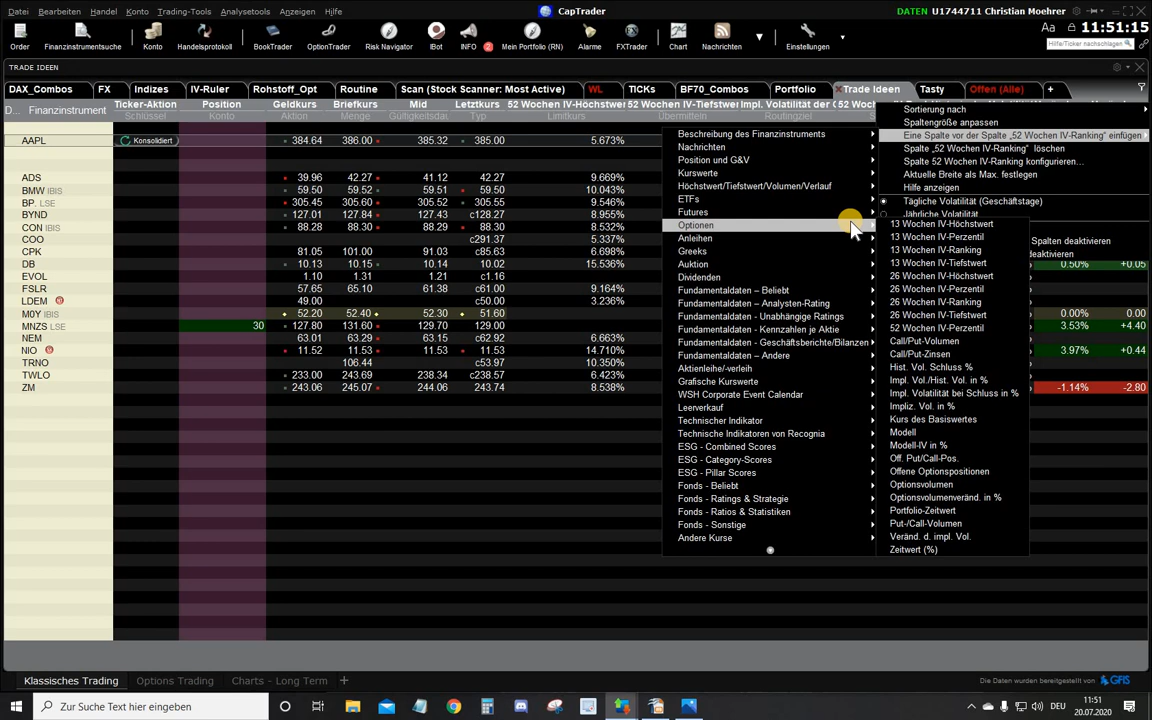 Datei Bearbeiten Handel Konto Trading-Tools Analysetools Anzeigen Hilfe
CapTrader
DATEN U1744711 Christian Moehrer
Order Finanzinstrumentsuche Konto Handelsprotokoll BookTrader OptionTrader Risk Navigator IBot INFO 2 Mein Portfolio (RN) Alarme FXTrader Chart Nachrichten Einstellungen
Aa 11:51:15
Hilfe/Ticker nachschlagen
TRADE IDEEN
DAX_Combos FX Indizes IV-Ruler Rohstoff_Opt Routine Scan (Stock Scanner: Most Active) WL TICKs BF70_Combos Portfolio Trade Ideen Tasty Offen (Alle) +
D... Finanzinstrument
Ticker-Aktion Position Geldkurs Briefkurs Mid Letztkurs 52 Wochen IV-Höchstwer 52 Wochen IV-Tiefstwer Impl. Volatilität der 52 Woch
Schlüssel Konto Aktion Menge Gültigkeitsda Typ Limitkurs Übermittlung Routingziel
AAPL Konsolidiert 384.64 386.00 385.32 385.00 5.673%
ADS 39.96 42.27 41.12 42.27 9.669%
BMW IBIS 59.50 59.52 59.51 59.50 10.043%
BP. LSE 305.45 305.60 305.52 305.55 9.546%
BYND 127.01 127.84 127.43 c128.27 8.955%
CON IBIS 88.28 88.30 88.29 88.30 8.932%
COO c291.37 5.337%
CPK 81.05 101.00 91.03 c85.63 6.698%
DB 10.13 10.15 10.14 10.02 15.536% 0.50% +0.05
EVOL 1.10 1.31 c1.16
FSLR 57.65 65.10 61.38 c61.00 9.164%
LDEM 49.00 c50.00 3.236%
M0Y IBIS 52.20 52.40 52.30 51.60 0.00% 0.00
MNZS LSE 30 127.80 131.60 129.70 129.00 3.53% +4.40
NEM 63.01 63.29 63.15 c62.92 6.663%
NIO 11.52 11.53 11.53 11.53 14.710% 3.97% +0.44
TRNO 106.44 c58.30 10.350%
TWLO 233.00 243.69 238.34 c238.57 6.423%
ZM 243.06 245.07 244.06 243.74 8.538% -1.14% -2.80
Beschreibung des Finanzinstruments
Nachrichten
Position und G&V
Kurswerte
Höchstwert/Tiefstwert/Volumen/Verlauf
ETFs
Futures
Optionen
Anleihen
Greeks
Auktion
Dividenden
Fundamentaldaten – Beliebt
Fundamentaldaten – Analysten-Rating
Fundamentaldaten - Unabhängige Ratings
Fundamentaldaten - Kennzahlen je Aktie
Fundamentaldaten - Geschäftsberichte/Bilanzen
Fundamentaldaten – Andere
Aktienleihe/-verleih
Grafische Kurswerte
WSH Corporate Event Calendar
Leerverkauf
Technischer Indikator
Technische Indikatoren von Recognia
ESG - Combined Scores
ESG - Category-Scores
ESG - Pillar Scores
Fonds - Beliebt
Fonds - Ratings & Strategie
Fonds - Ratios & Statistiken
Fonds - Sonstige
Andere Kurse
Sortierung nach
Spaltengröße anpassen
Eine Spalte vor der Spalte „52 Wochen IV-Ranking“ einfügen
Spalte „52 Wochen IV-Ranking“ löschen
Spalte 52 Wochen IV-Ranking konfigurieren...
Aktuelle Breite als Max. festlegen
Hilfe anzeigen
Tägliche Volatilität (Geschäftstage)
Jährliche Volatilität
Spalten deaktivieren
deaktivieren
13 Wochen IV-Höchstwert
13 Wochen IV-Perzentil
13 Wochen IV-Ranking
13 Wochen IV-Tiefstwert
26 Wochen IV-Höchstwert
26 Wochen IV-Perzentil
26 Wochen IV-Ranking
26 Wochen IV-Tiefstwert
52 Wochen IV-Perzentil
Call/Put-Volumen
Call/Put-Zinsen
Hist. Vol. Schluss %
Impl. Vol./Hist. Vol. in %
Impl. Volatilität bei Schluss in %
Impliz. Vol. in %
Kurs des Basiswertes
Modell
Modell-IV in %
Off. Put/Call-Pos.
Offene Optionspositionen
Optionsvolumen
Optionsvolumenveränd. in %
Portfolio-Zeitwert
Put-/Call-Volumen
Veränd. d. impl. Vol.
Zeitwert (%)
Klassisches Trading Options Trading Charts - Long Term +
Die Daten wurden bereitgestellt von GFIS
Zur Suche Text hier eingeben
DEU
11:51
20.07.2020